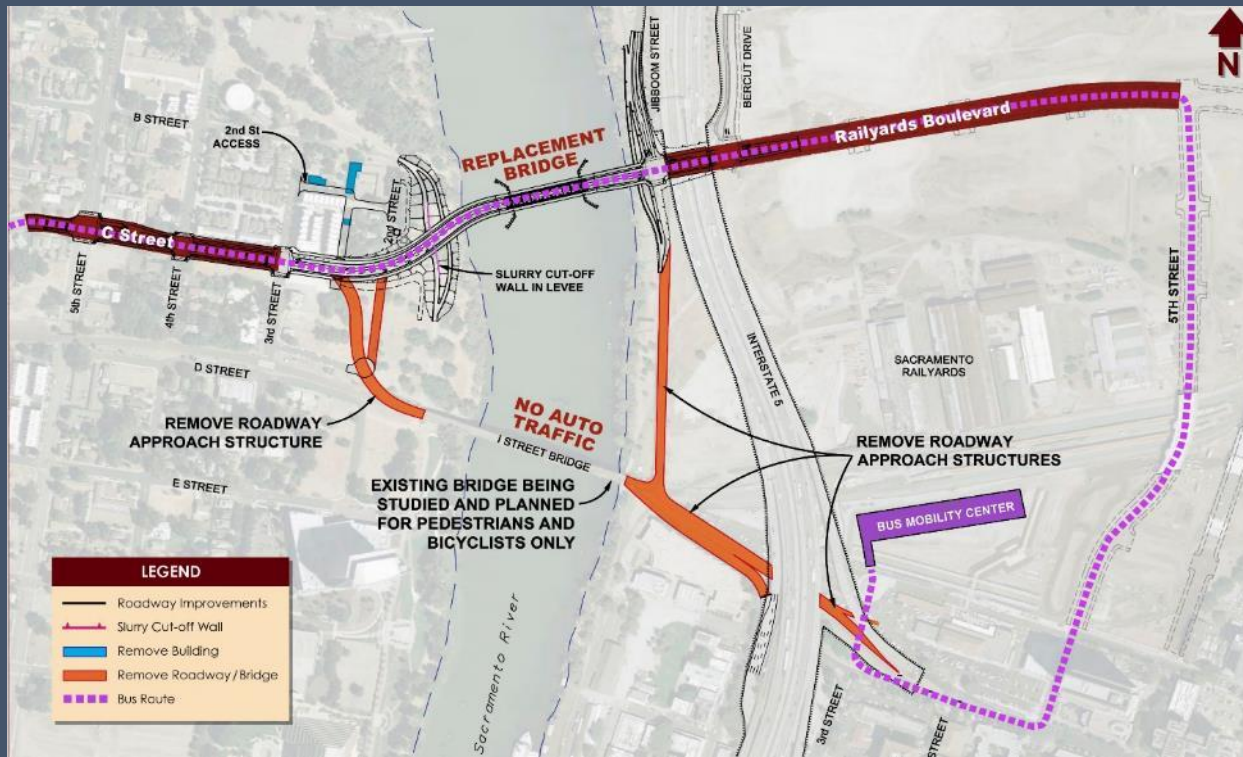 N
JIBBOOM STREET
BERCUT DRIVE
B STREET
2nd St
ACCESS
REPLACEMENT
BRIDGE
Railyards Boulevard
2nd STREET
C Street
SLURRY CUT-OFF
WALL IN LEVEE
5th STREET
4th STREET
3rd STREET
5TH STREET
INTERSTATE 5
SACRAMENTO
RAILYARDS
D STREET
REMOVE ROADWAY
APPROACH STRUCTURE
NO AUTO
TRAFFIC
I STREET BRIDGE
REMOVE ROADWAY
APPROACH STRUCTURES
E STREET
EXISTING BRIDGE BEING
STUDIED AND PLANNED
FOR PEDESTRIANS AND
BICYCLISTS ONLY
BUS MOBILITY CENTER
LEGEND
Roadway Improvements
Slurry Cut-off Wall
Remove Building
Remove Roadway/Bridge
Bus Route
Sacramento River
3rd STREET
STREET